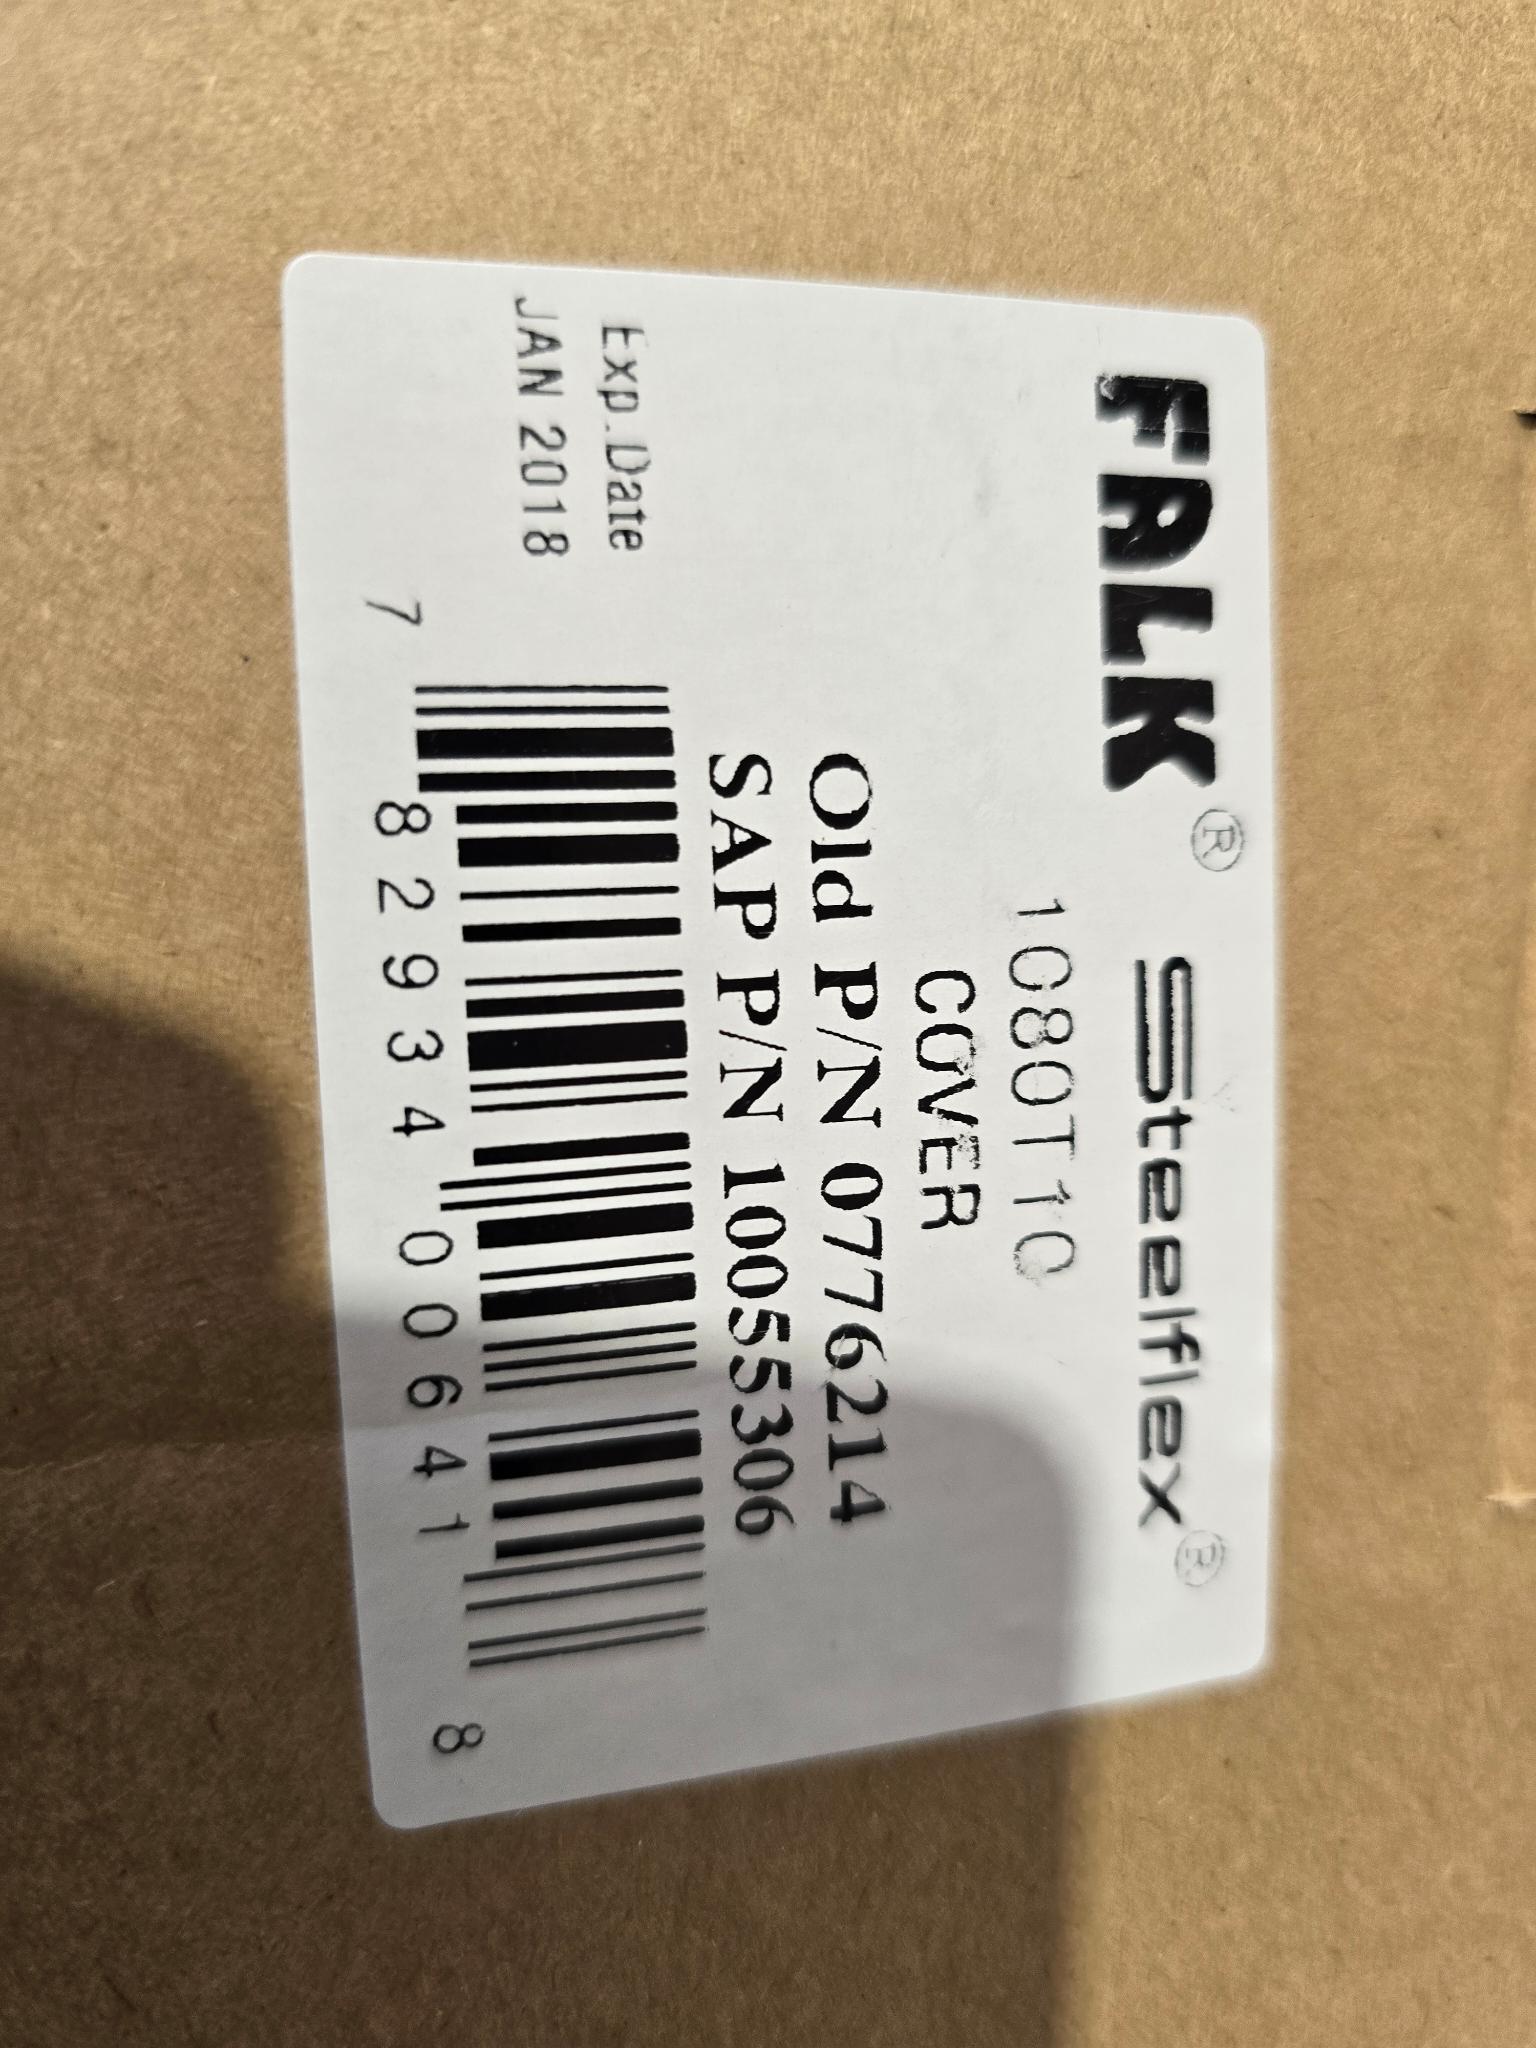 FALK® Steelflex®
1080T10
COVER
Old P/N 0776214
SAP P/N 10055306
Exp. Date
JAN 2018
7 82934 00641 8